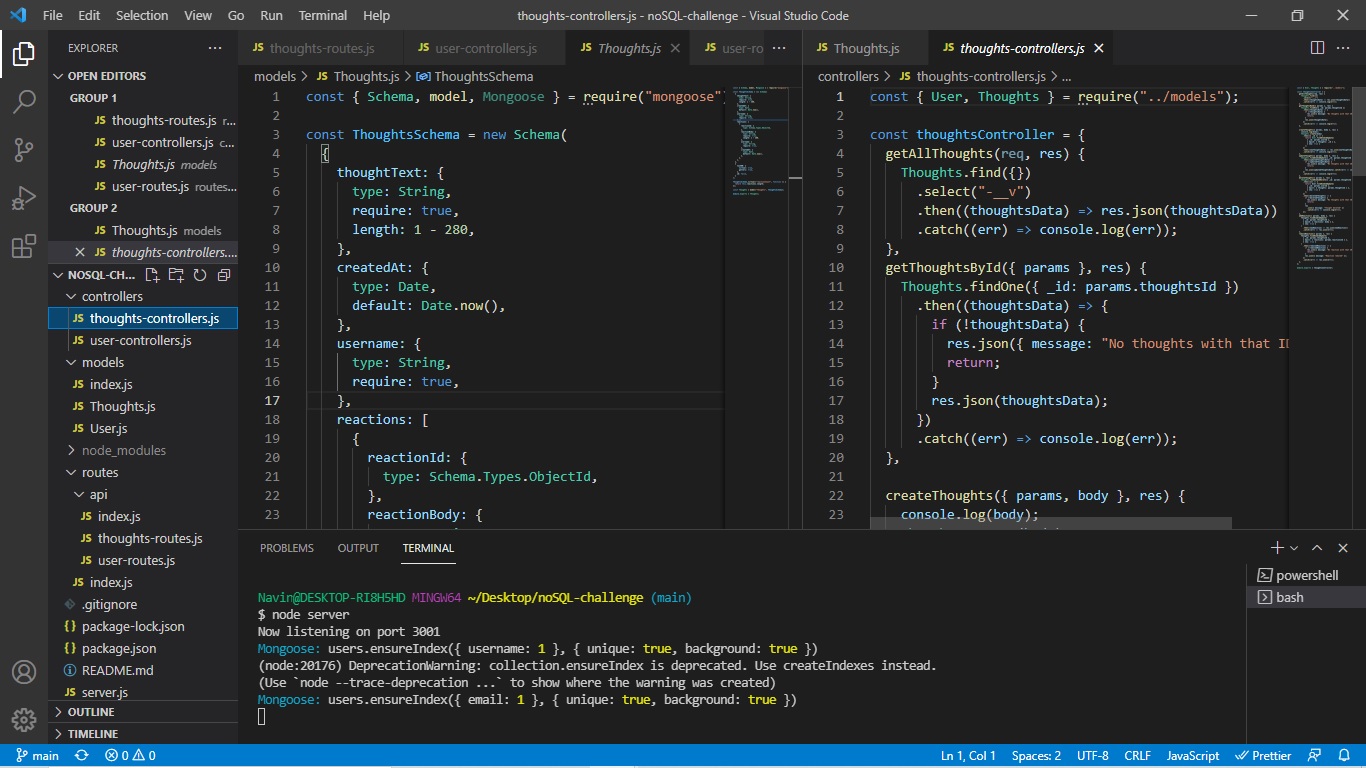 File Edit Selection View Go Run Terminal Help
thoughts-controllers.js - noSQL-challenge - Visual Studio Code
EXPLORER
OPEN EDITORS
GROUP 1
JS thoughts-routes.js r...
JS user-controllers.js c...
JS Thoughts.js models
JS user-routes.js routes...
GROUP 2
JS Thoughts.js models
JS thoughts-controllers....
NOSQL-CH...
controllers
JS thoughts-controllers.js
JS user-controllers.js
models
JS index.js
JS Thoughts.js
JS User.js
node_modules
routes
api
JS index.js
JS thoughts-routes.js
JS user-routes.js
JS index.js
.gitignore
{} package-lock.json
{} package.json
README.md
JS server.js
OUTLINE
TIMELINE
JS thoughts-routes.js JS user-controllers.js JS Thoughts.js JS user-ro ...
models > JS Thoughts.js > ThoughtsSchema
1 const { Schema, model, Mongoose } = require("mongoose"
2
3 const ThoughtsSchema = new Schema(
4 {
5 thoughtText: {
6 type: String,
7 require: true,
8 length: 1 - 280,
9 },
10 createdAt: {
11 type: Date,
12 default: Date.now(),
13 },
14 username: {
15 type: String,
16 require: true,
17 },
18 reactions: [
19 {
20 reactionId: {
21 type: Schema.Types.ObjectId,
22 },
23 reactionBody: {
JS Thoughts.js JS thoughts-controllers.js
controllers > JS thoughts-controllers.js > ...
1 const { User, Thoughts } = require("../models");
2
3 const thoughtsController = {
4 getAllThoughts(req, res) {
5 Thoughts.find({})
6 .select("-__v")
7 .then((thoughtsData) => res.json(thoughtsData))
8 .catch((err) => console.log(err));
9 },
10 getThoughtsById({ params }, res) {
11 Thoughts.findOne({ _id: params.thoughtsId })
12 .then((thoughtsData) => {
13 if (!thoughtsData) {
14 res.json({ message: "No thoughts with that ID
15 return;
16 }
17 res.json(thoughtsData);
18 })
19 .catch((err) => console.log(err));
20 },
21
22 createThoughts({ params, body }, res) {
23 console.log(body);
PROBLEMS OUTPUT TERMINAL
powershell
bash
Navin@DESKTOP-RI8H5HD MINGW64 ~/Desktop/noSQL-challenge (main)
$ node server
Now listening on port 3001
Mongoose: users.ensureIndex({ username: 1 }, { unique: true, background: true })
(node:20176) DeprecationWarning: collection.ensureIndex is deprecated. Use createIndexes instead.
(Use `node --trace-deprecation ...` to show where the warning was created)
Mongoose: users.ensureIndex({ email: 1 }, { unique: true, background: true })
main 0 0 Ln 1, Col 1 Spaces: 2 UTF-8 CRLF JavaScript Prettier